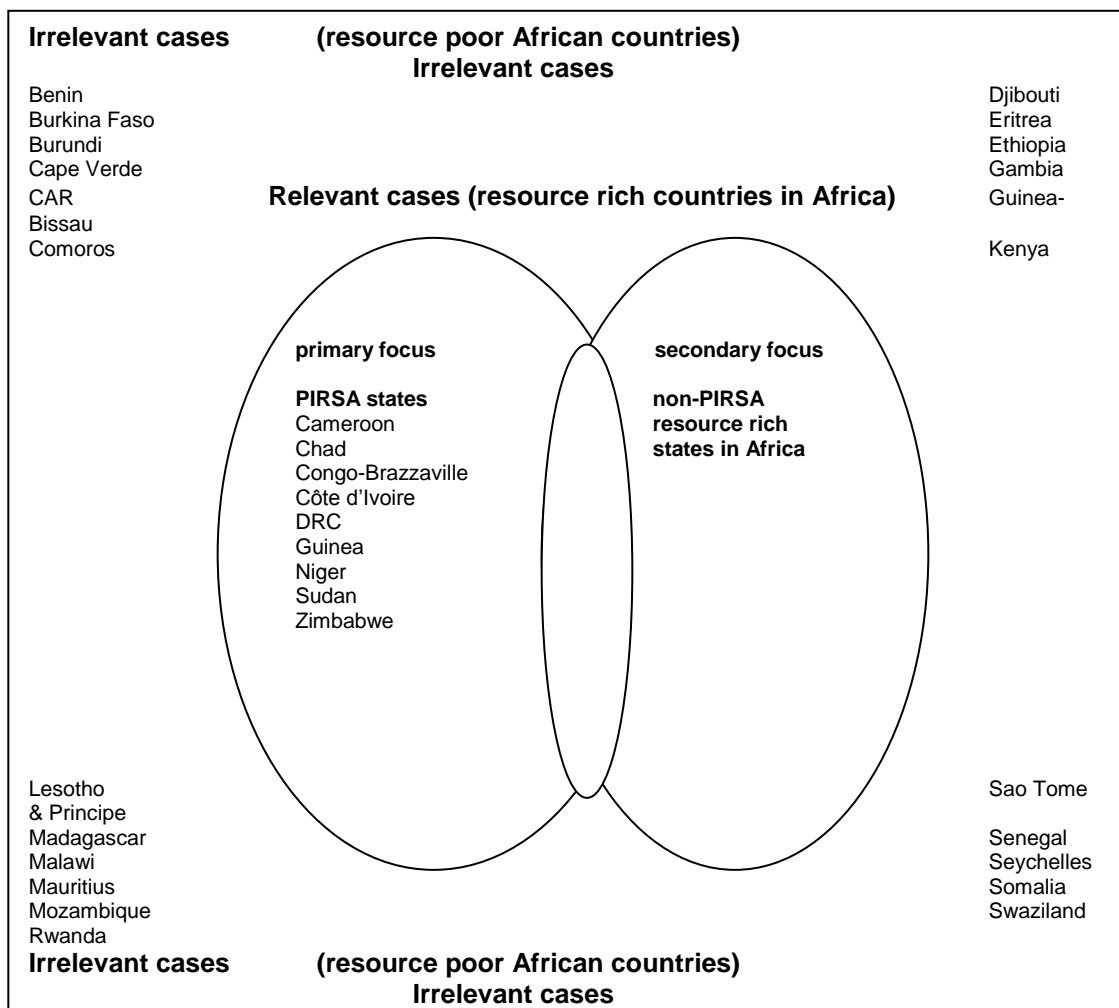 Irrelevant cases (resource poor African countries)
Irrelevant cases
Benin Djibouti
Burkina Faso Eritrea
Burundi Ethiopia
Cape Verde Gambia
CAR Relevant cases (resource rich countries in Africa) Guinea-
Bissau
Comoros Kenya
primary focus secondary focus
PIRSA states non-PIRSA
Cameroon resource rich
Chad states in Africa
Congo-Brazzaville
Côte d'Ivoire
DRC
Guinea
Niger
Sudan
Zimbabwe
Lesotho Sao Tome
& Principe
Madagascar Senegal
Malawi Seychelles
Mauritius Somalia
Mozambique Swaziland
Rwanda
Irrelevant cases (resource poor African countries)
Irrelevant cases